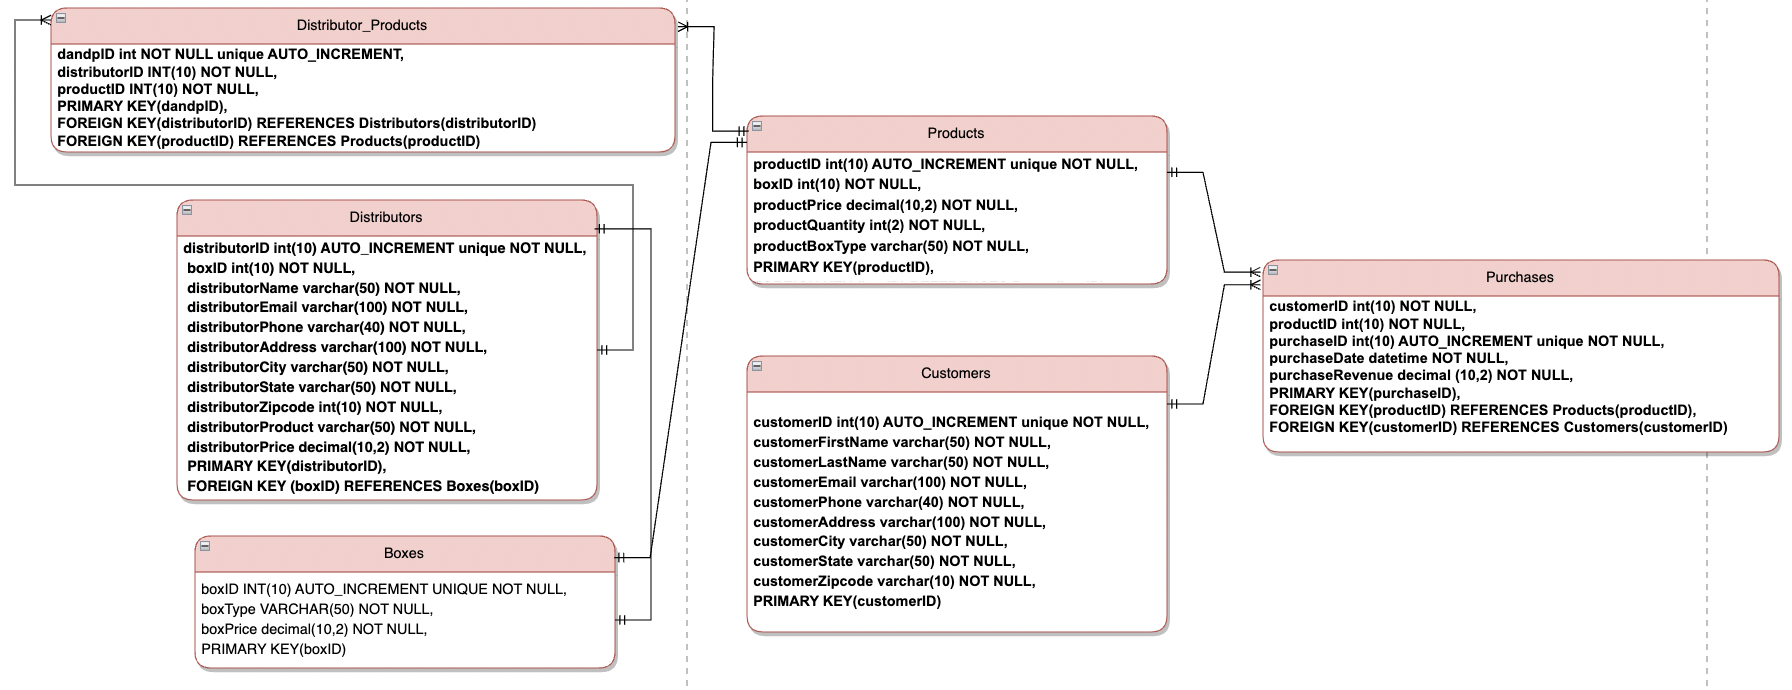 Distributor_Products
dandpID int NOT NULL unique AUTO_INCREMENT,
distributorID INT(10) NOT NULL,
productID INT(10) NOT NULL,
PRIMARY KEY(dandpID),
FOREIGN KEY(distributorID) REFERENCES Distributors(distributorID)
FOREIGN KEY(productID) REFERENCES Products(productID)
Distributors
distributorID int(10) AUTO_INCREMENT unique NOT NULL,
boxID int(10) NOT NULL,
distributorName varchar(50) NOT NULL,
distributorEmail varchar(100) NOT NULL,
distributorPhone varchar(40) NOT NULL,
distributorAddress varchar(100) NOT NULL,
distributorCity varchar(50) NOT NULL,
distributorState varchar(50) NOT NULL,
distributorZipcode int(10) NOT NULL,
distributorProduct varchar(50) NOT NULL,
distributorPrice decimal(10,2) NOT NULL,
PRIMARY KEY(distributorID),
FOREIGN KEY (boxID) REFERENCES Boxes(boxID)
Boxes
boxID INT(10) AUTO_INCREMENT UNIQUE NOT NULL,
boxType VARCHAR(50) NOT NULL,
boxPrice decimal(10,2) NOT NULL,
PRIMARY KEY(boxID)
Products
productID int(10) AUTO_INCREMENT unique NOT NULL,
boxID int(10) NOT NULL,
productPrice decimal(10,2) NOT NULL,
productQuantity int(2) NOT NULL,
productBoxType varchar(50) NOT NULL,
PRIMARY KEY(productID),
Customers
customerID int(10) AUTO_INCREMENT unique NOT NULL,
customerFirstName varchar(50) NOT NULL,
customerLastName varchar(50) NOT NULL,
customerEmail varchar(100) NOT NULL,
customerPhone varchar(40) NOT NULL,
customerAddress varchar(100) NOT NULL,
customerCity varchar(50) NOT NULL,
customerState varchar(50) NOT NULL,
customerZipcode varchar(10) NOT NULL,
PRIMARY KEY(customerID)
Purchases
customerID int(10) NOT NULL,
productID int(10) NOT NULL,
purchaseID int(10) AUTO_INCREMENT unique NOT NULL,
purchaseDate datetime NOT NULL,
purchaseRevenue decimal (10,2) NOT NULL,
PRIMARY KEY(purchaseID),
FOREIGN KEY(productID) REFERENCES Products(productID),
FOREIGN KEY(customerID) REFERENCES Customers(customerID)